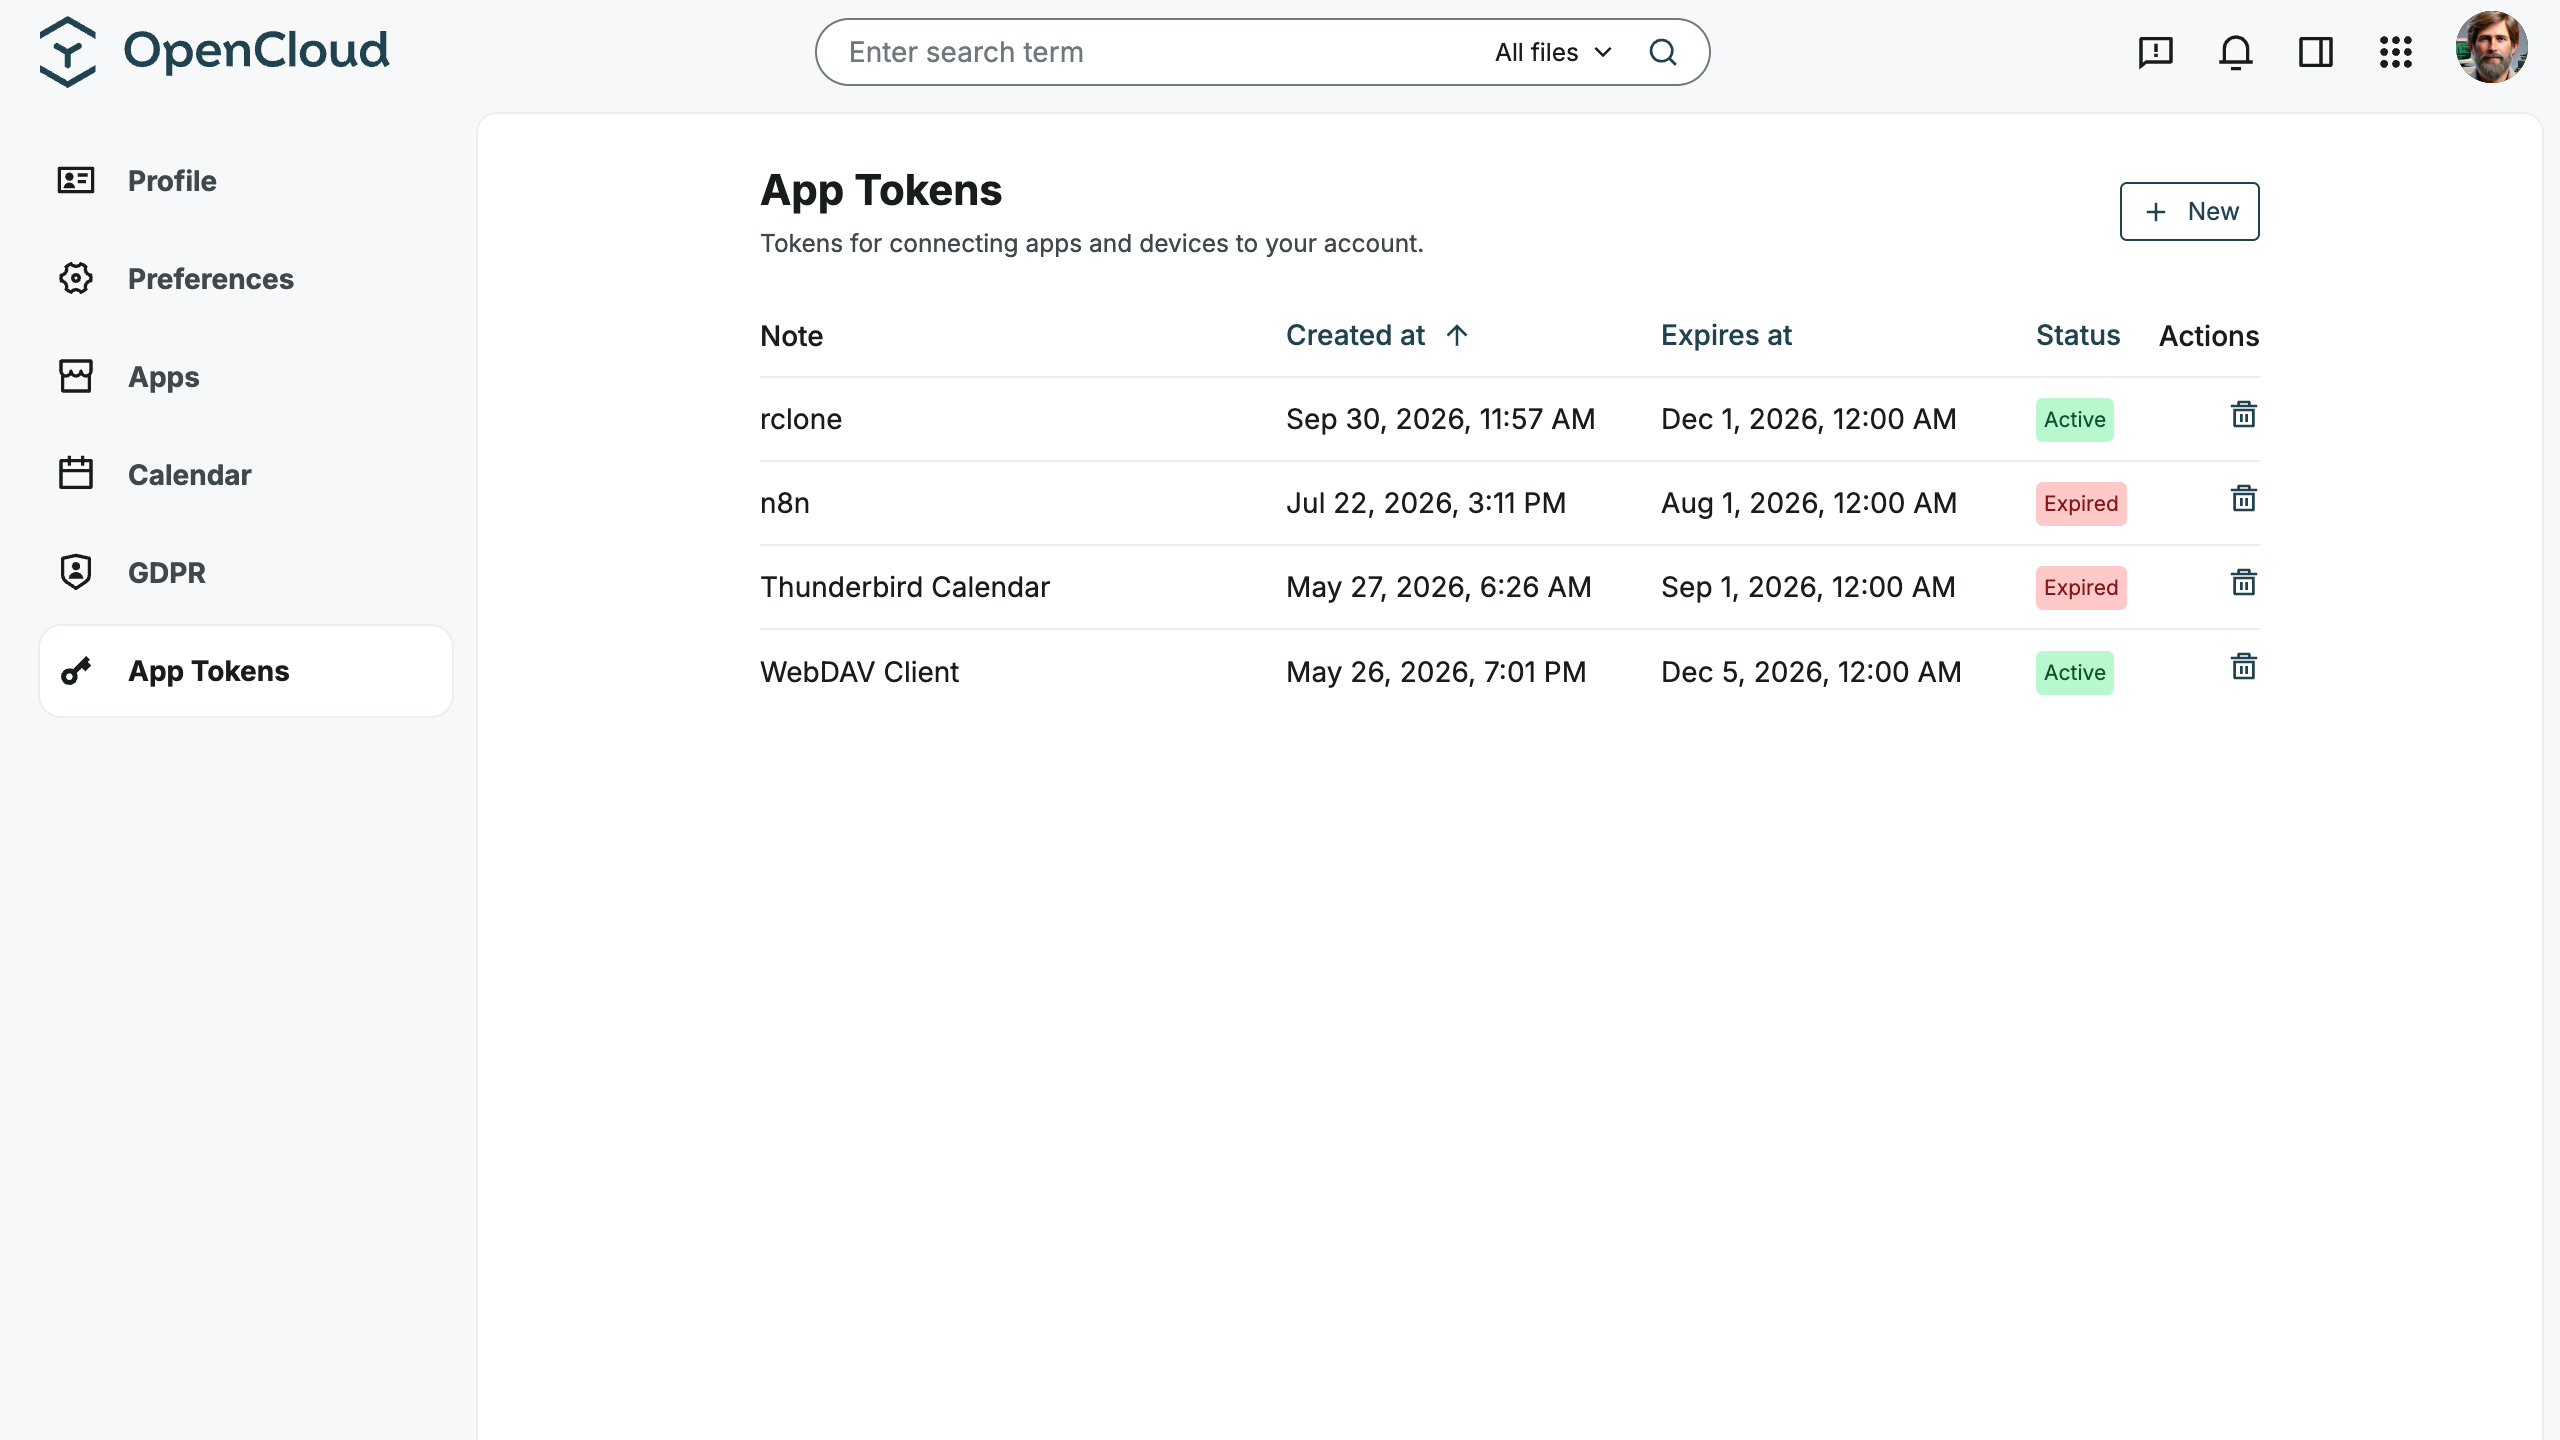 OpenCloud
Enter search term
All files
Profile
Preferences
Apps
Calendar
GDPR
App Tokens
App Tokens
Tokens for connecting apps and devices to your account.
New
Note Created at Expires at Status Actions
rclone Sep 30, 2026, 11:57 AM Dec 1, 2026, 12:00 AM Active
n8n Jul 22, 2026, 3:11 PM Aug 1, 2026, 12:00 AM Expired
Thunderbird Calendar May 27, 2026, 6:26 AM Sep 1, 2026, 12:00 AM Expired
WebDAV Client May 26, 2026, 7:01 PM Dec 5, 2026, 12:00 AM Active